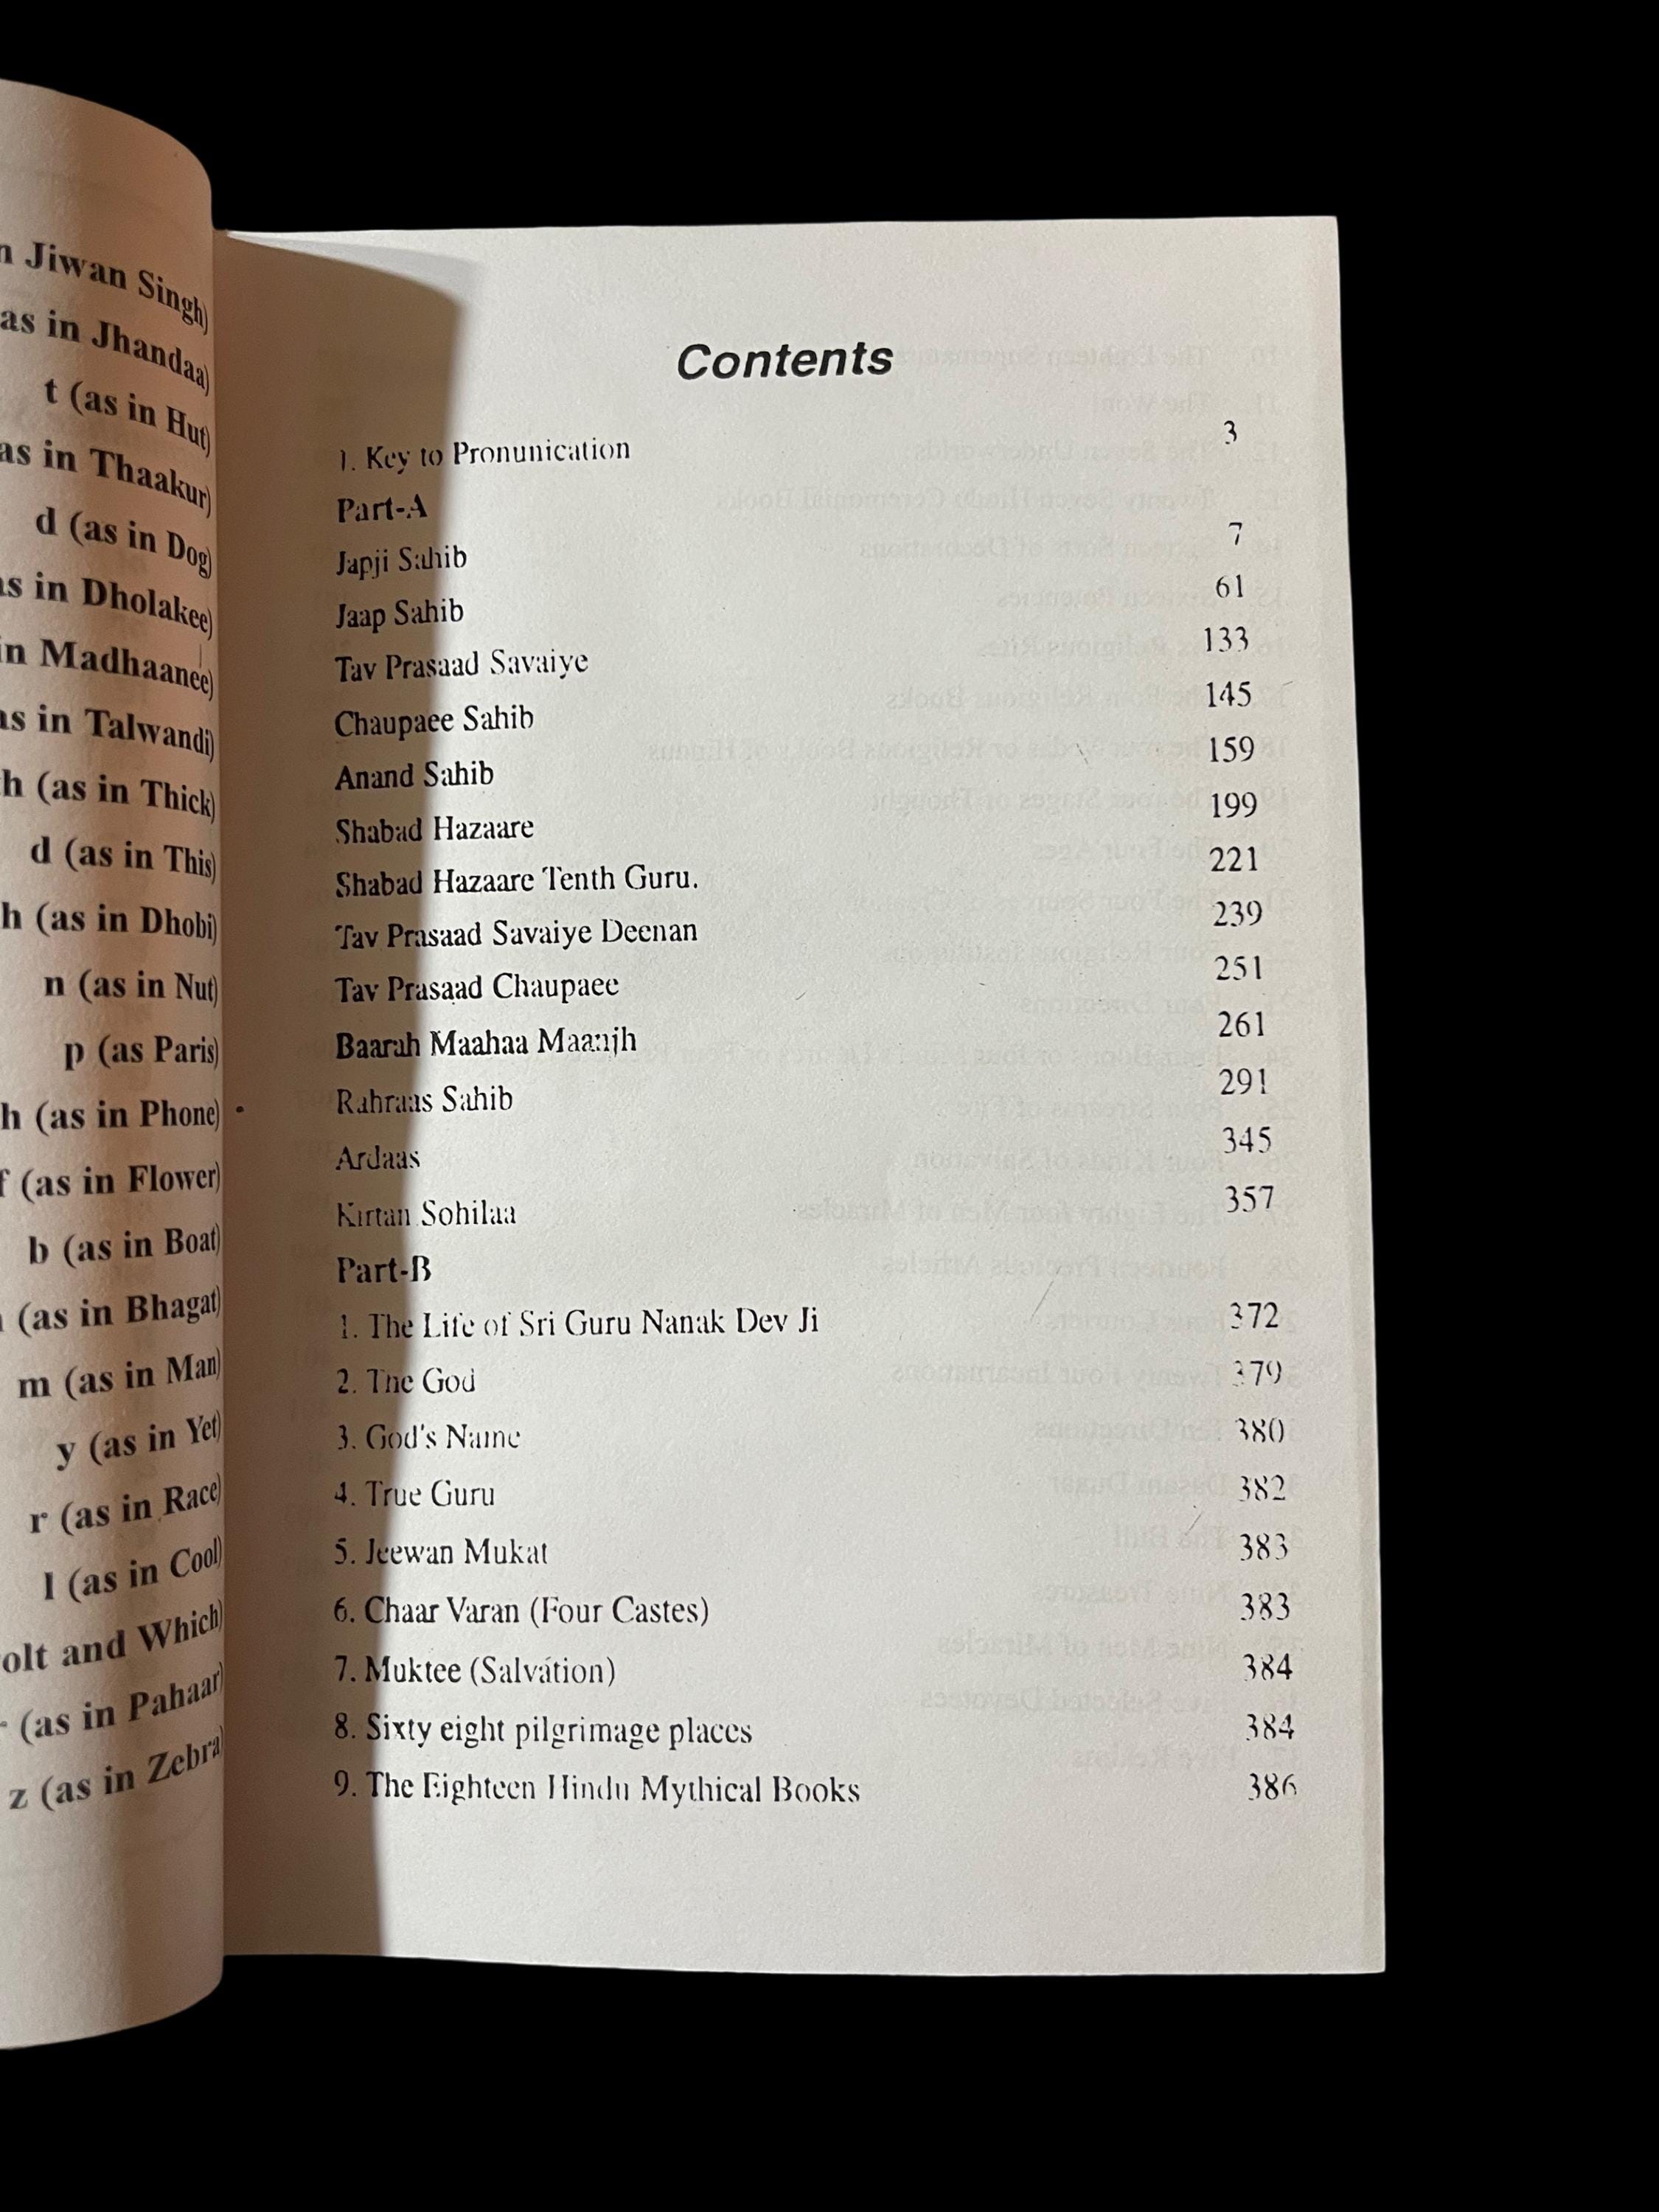 Jiwan Singh)
as in Jhandaa)
t (as in Hut)
as in Thaakur)
d (as in Dog)
in Dholakee)
in Madhaanee)
in Talwandi)
h (as in Thick)
d (as in This)
h (as in Dhobi)
n (as in Nut)
p (as Paris)
h (as in Phone)
f (as in Flower)
b (as in Boat)
(as in Bhagat)
m (as in Man)
y (as in Yet)
r (as in Race)
l (as in Cool)
olt and Which)
(as in Pahaar)
z (as in Zebra)
Contents
1. Key to Pronunication 3
Part-A
Japji Sahib 7
Jaap Sahib 61
Tav Prasaad Savaiye 133
Chaupaee Sahib 145
Anand Sahib 159
Shabad Hazaare 199
Shabad Hazaare Tenth Guru. 221
Tav Prasaad Savaiye Deenan 239
Tav Prasaad Chaupaee 251
Baarah Maahaa Maanjh 261
Rahraas Sahib 291
Ardaas 345
Kirtan Sohilaa 357
Part-B
1. The Life of Sri Guru Nanak Dev Ji 372
2. The God 379
3. God's Name 380
4. True Guru 382
5. Jeewan Mukat 383
6. Chaar Varan (Four Castes) 383
7. Muktee (Salvation) 384
8. Sixty eight pilgrimage places 384
9. The Eighteen Hindu Mythical Books 386